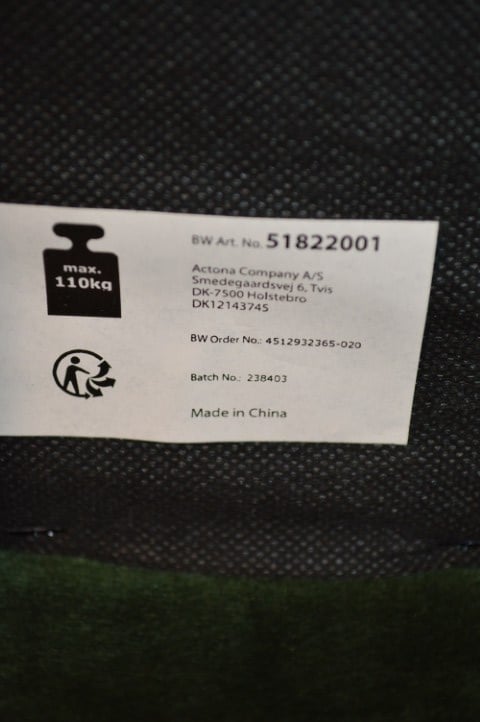 max.
110kg
BW Art. No. 51822001
Actona Company A/S
Smedegaardsvej 6, Tvis
DK-7500 Holstebro
DK12143745
BW Order No.: 4512932365-020
Batch No.: 238403
Made in China